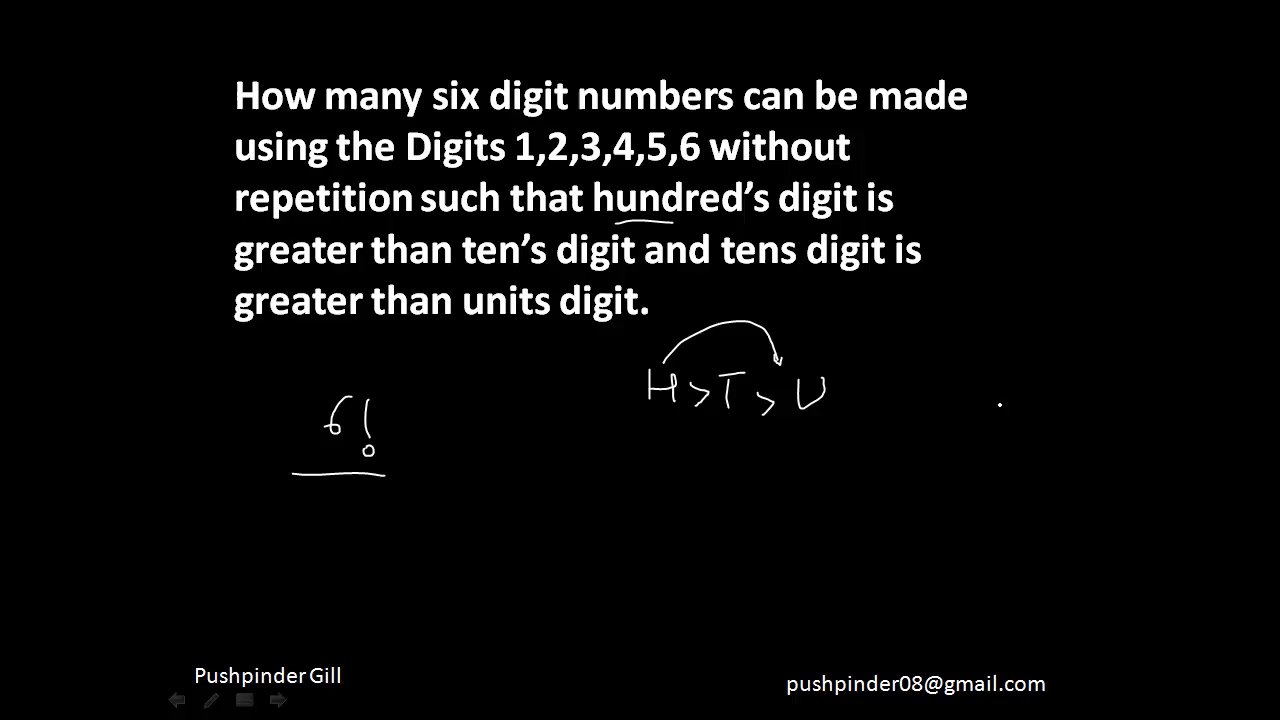 How many six digit numbers can be made
using the Digits 1,2,3,4,5,6 without
repetition such that hundred’s digit is
greater than ten’s digit and tens digit is
greater than units digit.
H > T > U
6!
Pushpinder Gill
pushpinder08@gmail.com